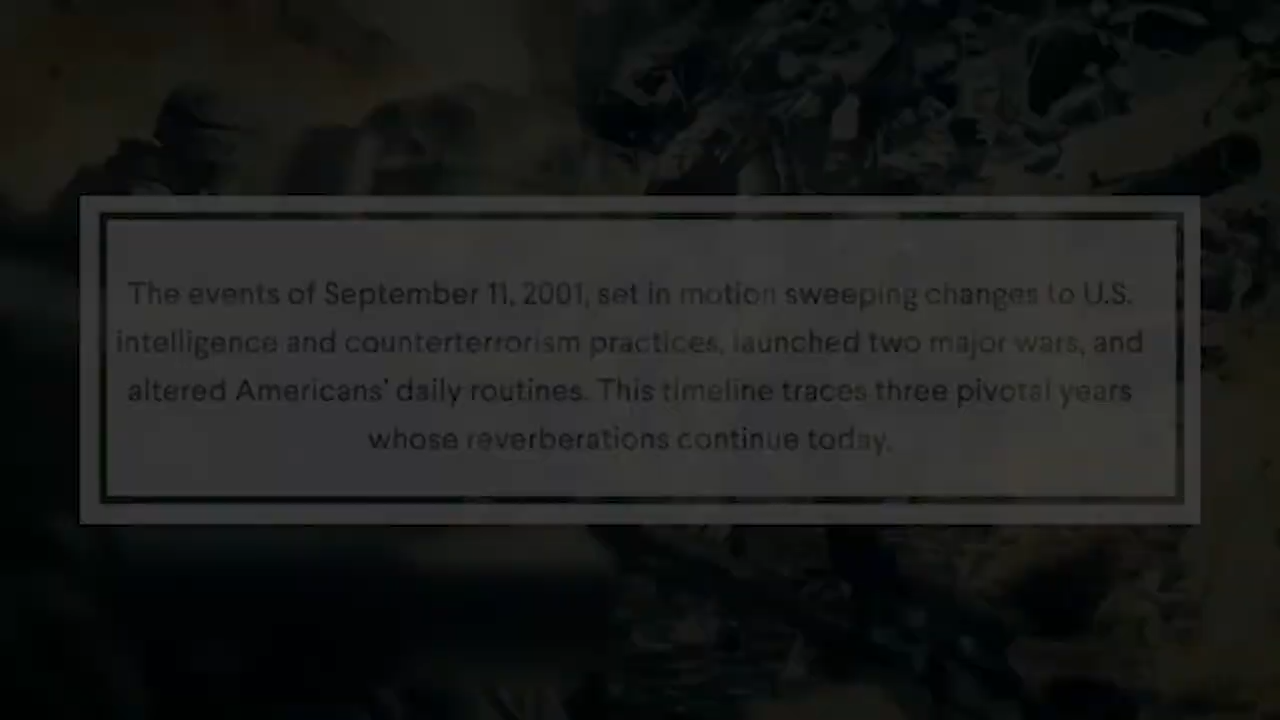 The events of September 11, 2001, set in motion sweeping changes to U.S.
intelligence and counterterrorism practices, launched two major wars, and
altered Americans' daily routines. This timeline traces three pivotal years
whose reverberations continue today.